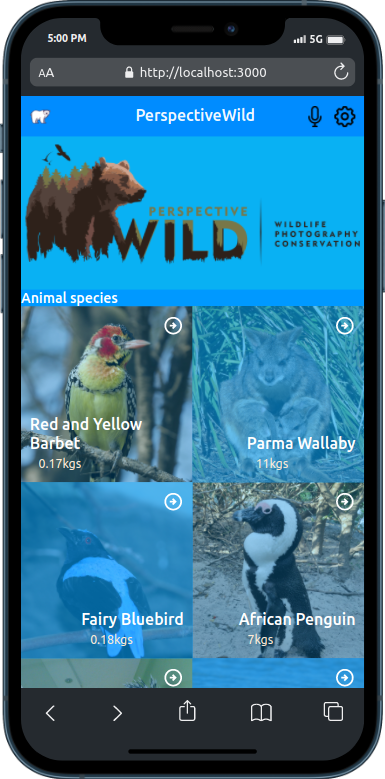 5:00 PM
5G
AA
http://localhost:3000
PerspectiveWild
PERSPECTIVE
WILD
WILDLIFE
PHOTOGRAPHY
CONSERVATION
Animal species
Red and Yellow
Barbet
0.17kgs
Parma Wallaby
11kgs
Fairy Bluebird
0.18kgs
African Penguin
7kgs